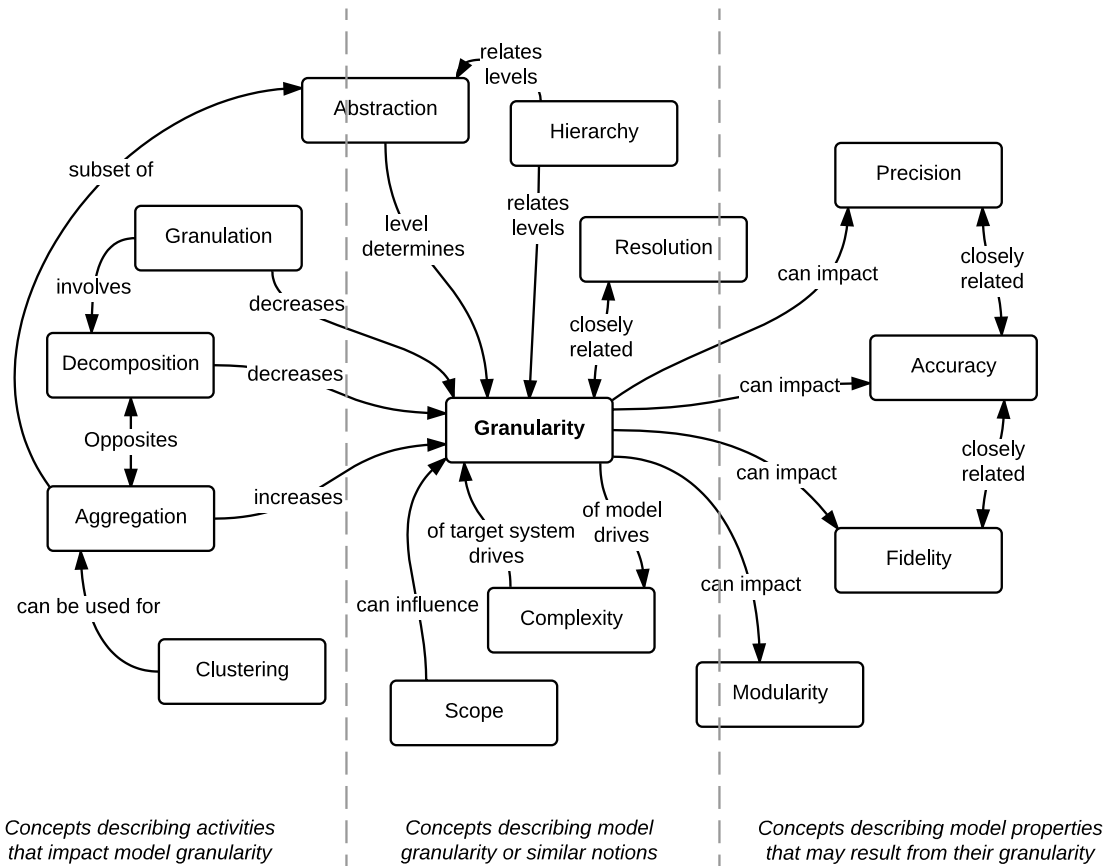 relates
levels
Abstraction
Hierarchy
Precision
subset of
level
determines
relates
levels
Granulation
Resolution
can impact
closely
related
involves
decreases
closely
related
Decomposition
decreases
can impact
Accuracy
Opposites
Granularity
closely
related
can impact
Aggregation
increases
of target system
drives
of model
drives
Fidelity
can be used for
can influence
Complexity
can impact
Clustering
Scope
Modularity
Concepts describing activities
that impact model granularity
Concepts describing model
granularity or similar notions
Concepts describing model properties
that may result from their granularity